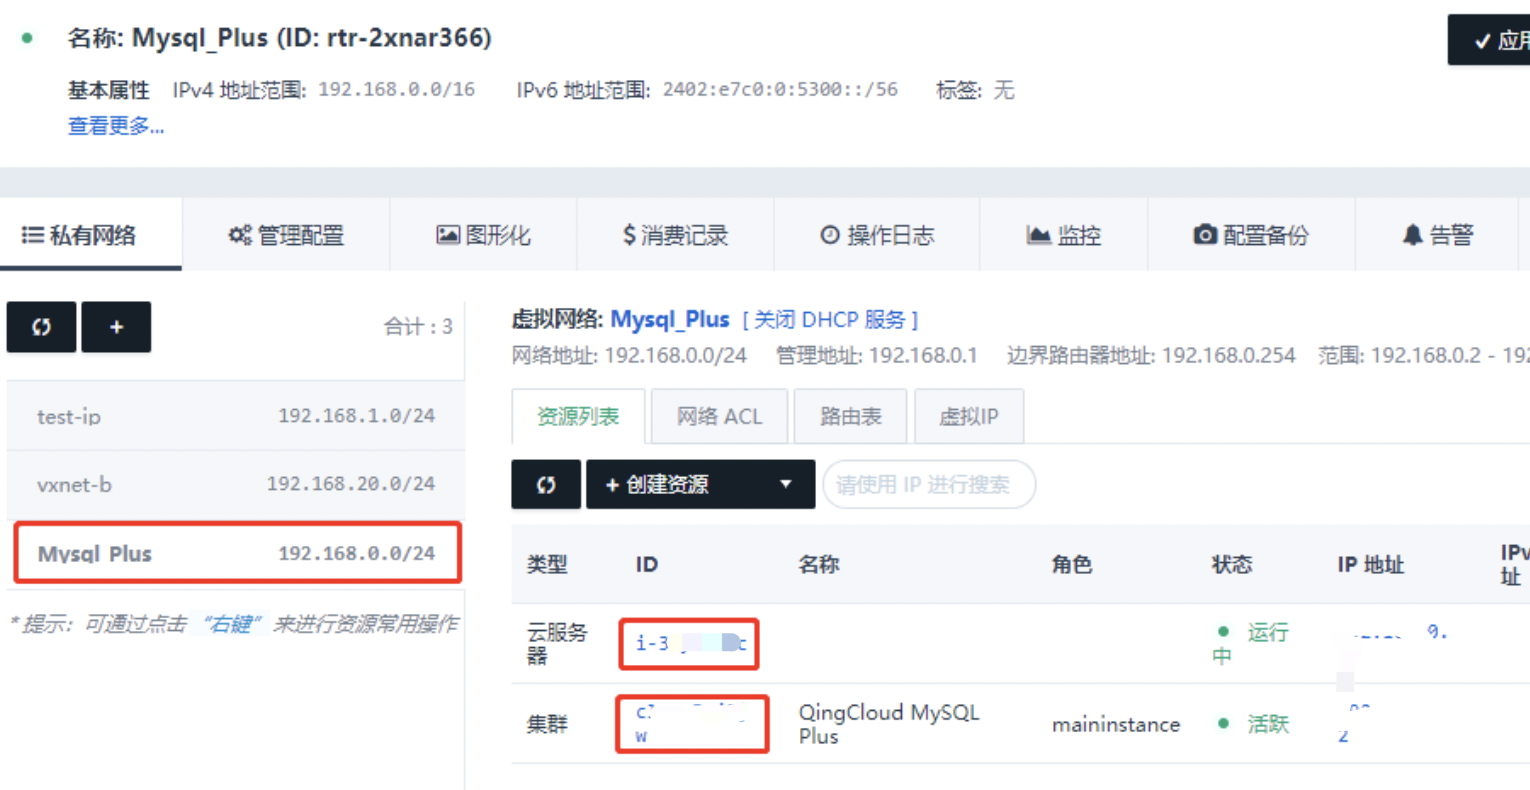 名称: Mysql_Plus (ID: rtr-2xnar366)
应用
基本属性 IPv4 地址范围: 192.168.0.0/16 IPv6 地址范围: 2402:e7c0:0:5300::/56 标签: 无
查看更多...
私有网络 管理配置 图形化 $ 消费记录 操作日志 监控 配置备份 告警
+ 合计 : 3
test-ip 192.168.1.0/24
vxnet-b 192.168.20.0/24
Mysql_Plus 192.168.0.0/24
* 提示: 可通过点击 “右键” 来进行资源常用操作
虚拟网络: Mysql_Plus [ 关闭 DHCP 服务 ]
网络地址: 192.168.0.0/24 管理地址: 192.168.0.1 边界路由器地址: 192.168.0.254 范围: 192.168.0.2 - 192
资源列表 网络 ACL 路由表 虚拟IP
+ 创建资源 请使用 IP 进行搜索
类型 ID 名称 角色 状态 IP 地址 IPv
址
云服务 i-3 运行
器 中
集群 QingCloud MySQL maininstance 活跃
w Plus 2